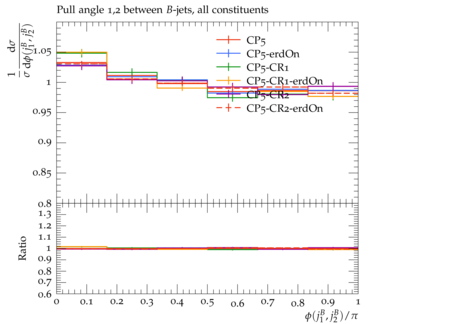 Pull angle 1,2 between B-jets, all constituents
1/σ dσ/dϕ(j₁ᴮ, j₂ᴮ)
1.05
1
0.95
0.9
0.85
0.8
CP5
CP5-erdOn
CP5-CR1
CP5-CR1-erdOn
CP5-CR2
CP5-CR2-erdOn
Ratio
1.3
1.2
1.1
1
0.9
0.8
0.7
0.6
0 0.1 0.2 0.3 0.4 0.5 0.6 0.7 0.8 0.9 1
ϕ(j₁ᴮ, j₂ᴮ)/π